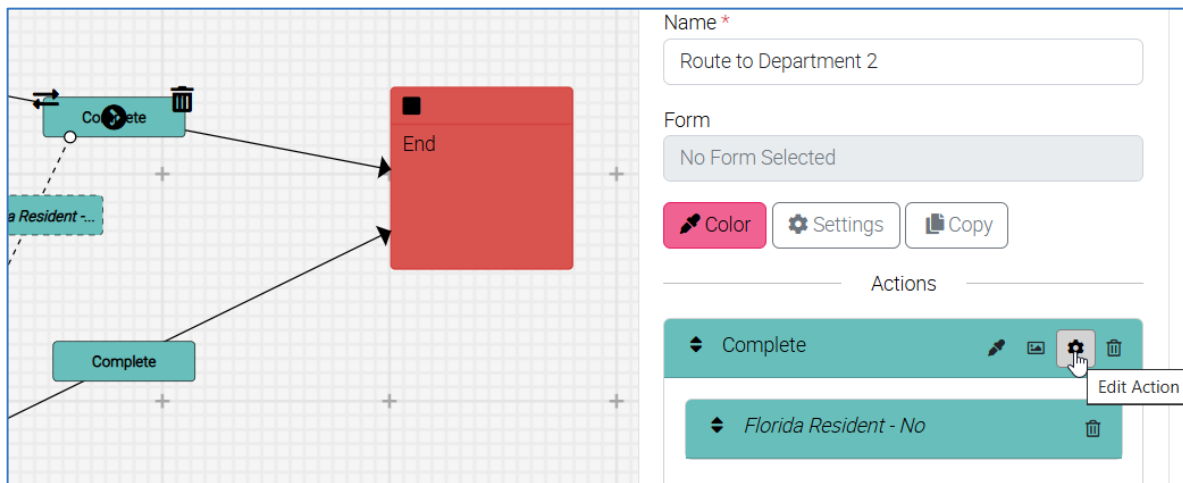 Complete
End
a Resident -...
Complete
Name *
Route to Department 2
Form
No Form Selected
Color
Settings
Copy
Actions
Complete
Edit Action
Florida Resident - No